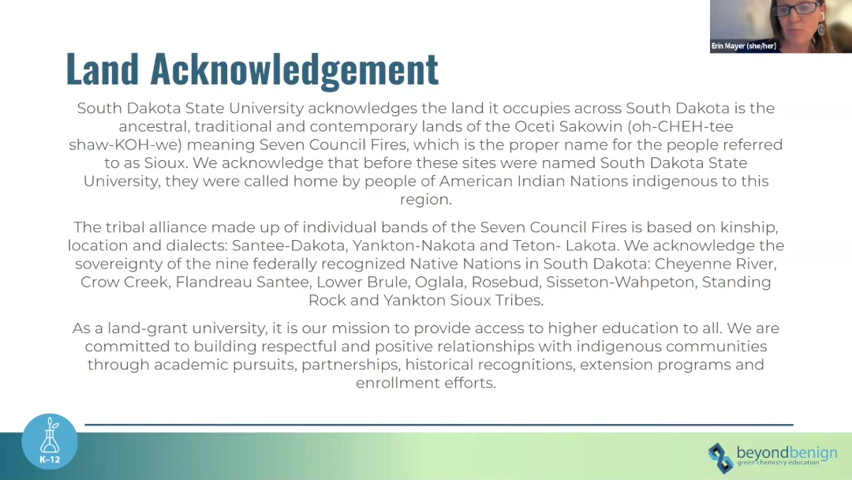 Erin Mayer (she/her)
Land Acknowledgement
South Dakota State University acknowledges the land it occupies across South Dakota is the
ancestral, traditional and contemporary lands of the Oceti Sakowin (oh-CHEH-tee
shaw-KOH-we) meaning Seven Council Fires, which is the proper name for the people referred
to as Sioux. We acknowledge that before these sites were named South Dakota State
University, they were called home by people of American Indian Nations indigenous to this
region.
The tribal alliance made up of individual bands of the Seven Council Fires is based on kinship,
location and dialects: Santee-Dakota, Yankton-Nakota and Teton- Lakota. We acknowledge the
sovereignty of the nine federally recognized Native Nations in South Dakota: Cheyenne River,
Crow Creek, Flandreau Santee, Lower Brule, Oglala, Rosebud, Sisseton-Wahpeton, Standing
Rock and Yankton Sioux Tribes.
As a land-grant university, it is our mission to provide access to higher education to all. We are
committed to building respectful and positive relationships with indigenous communities
through academic pursuits, partnerships, historical recognitions, extension programs and
enrollment efforts.
K-12
beyondbenign
green chemistry education